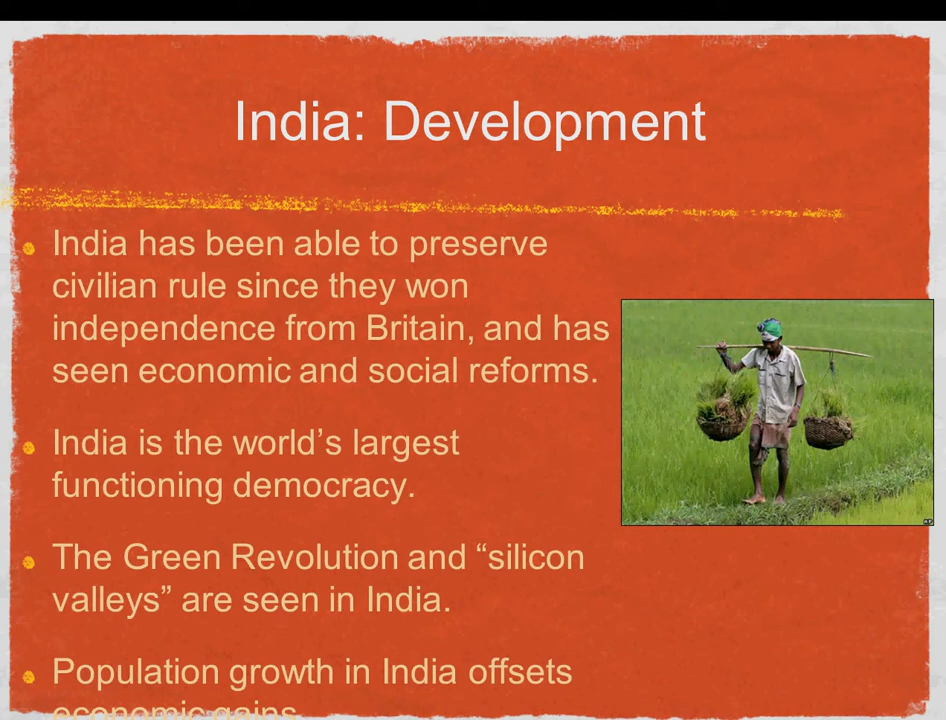 India: Development
India has been able to preserve
civilian rule since they won
independence from Britain, and has
seen economic and social reforms.
India is the world’s largest
functioning democracy.
The Green Revolution and “silicon
valleys” are seen in India.
Population growth in India offsets
economic gains.